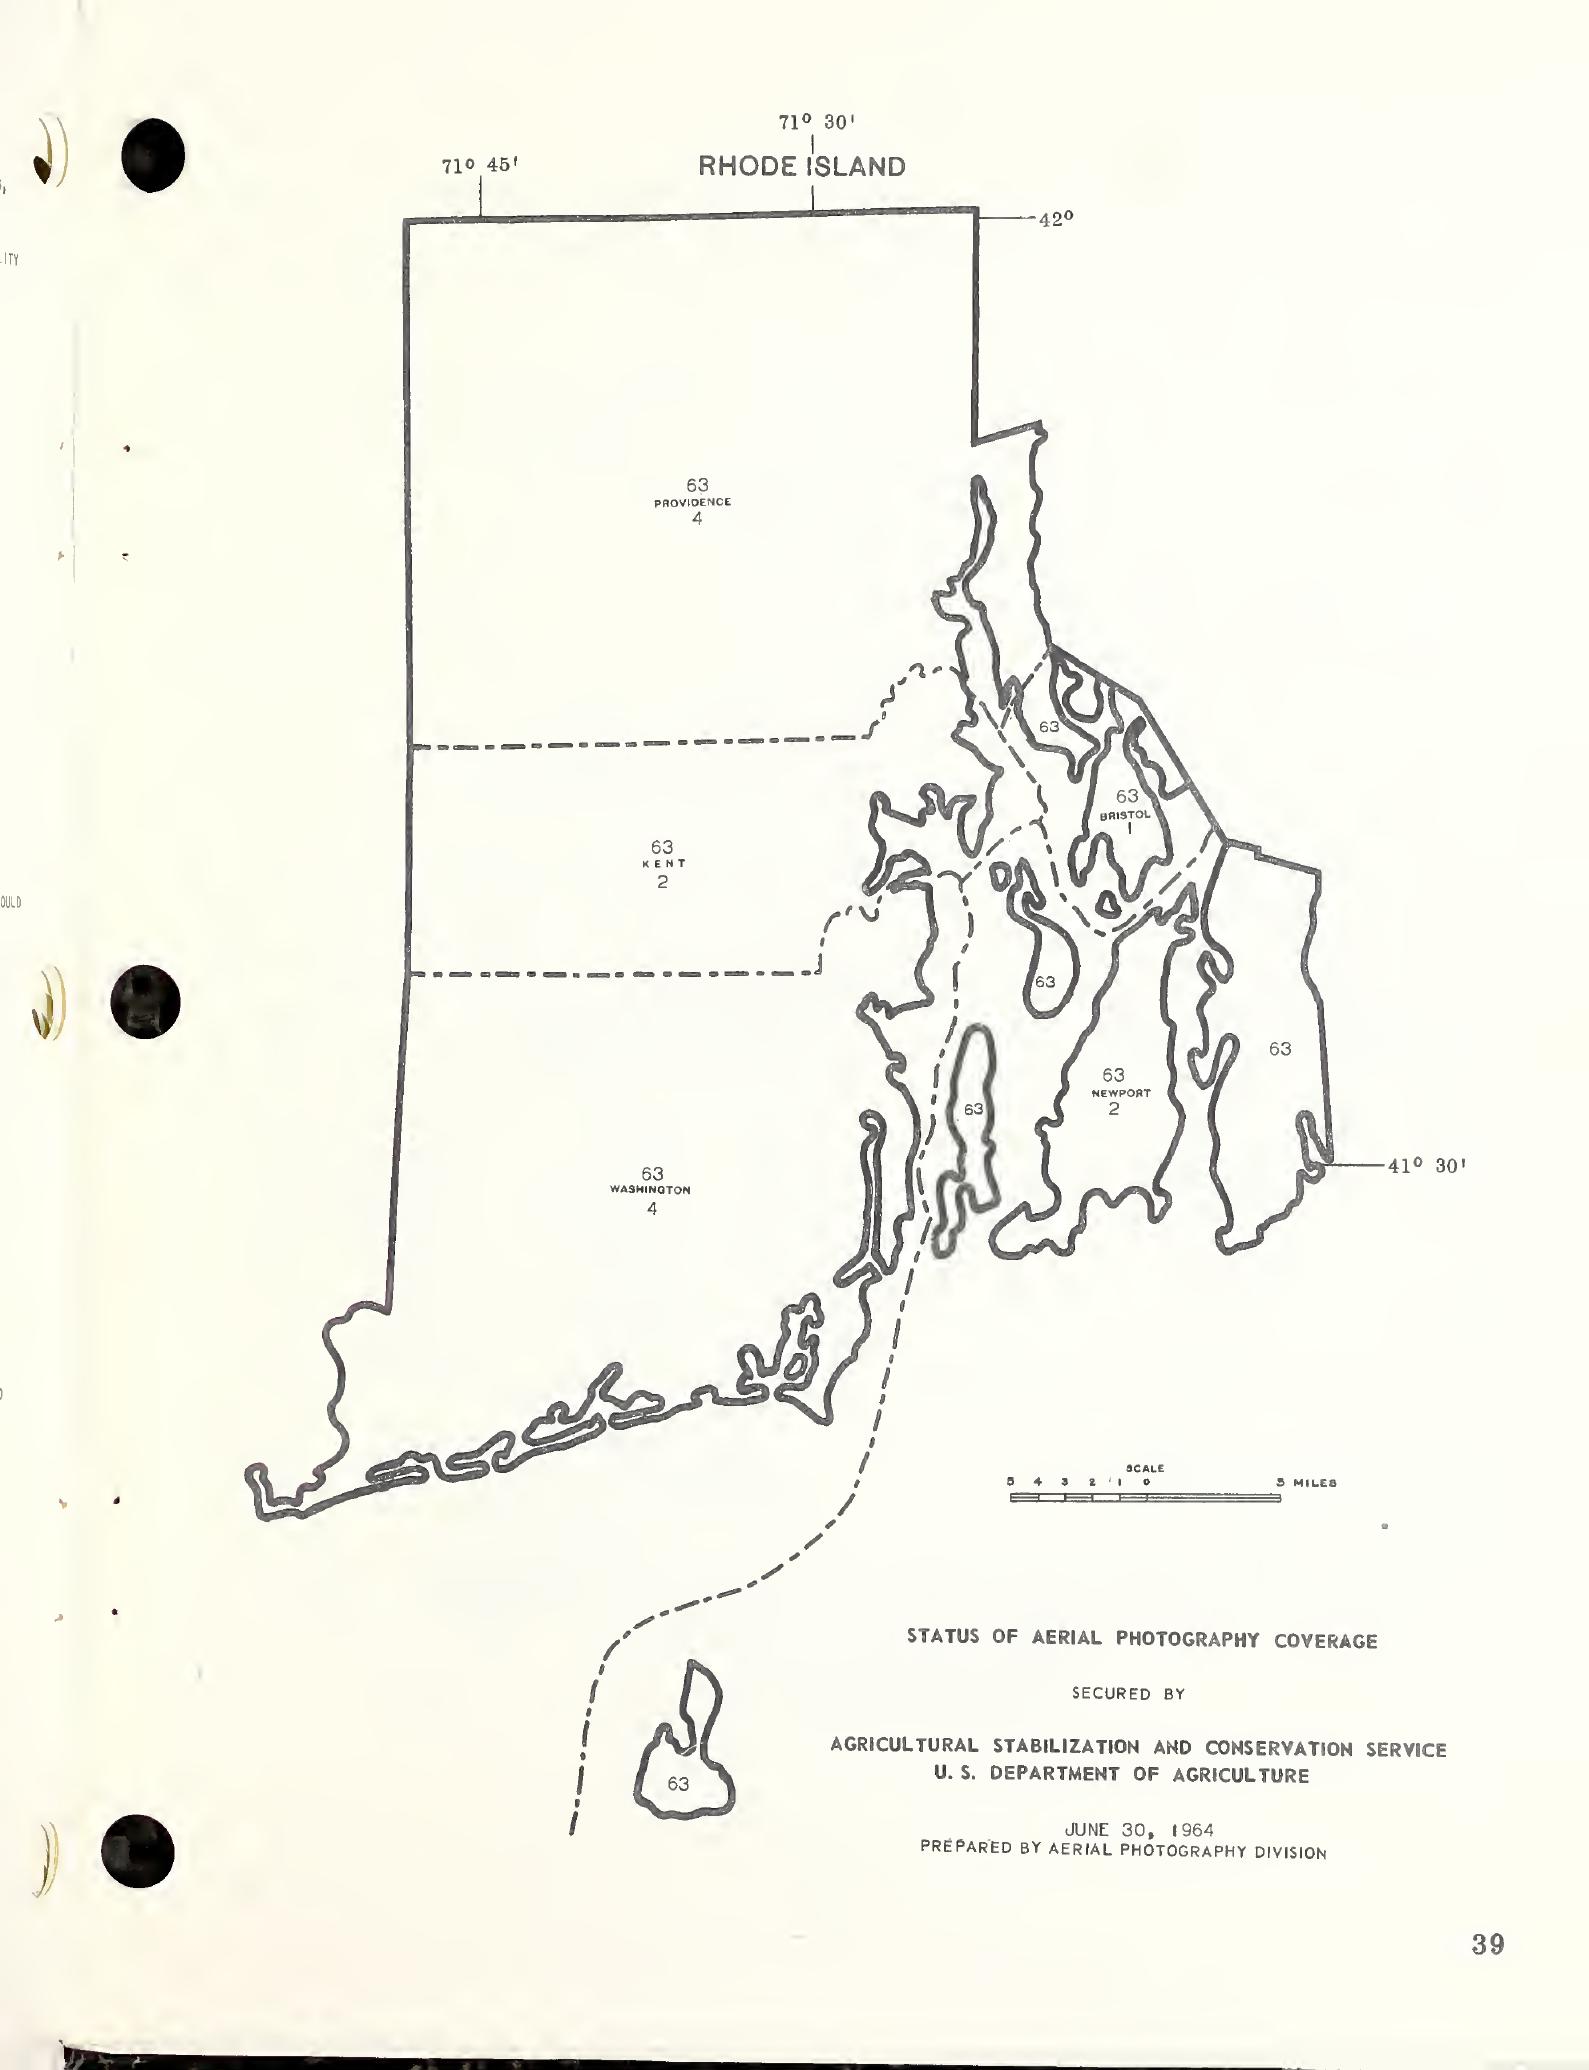 71° 30'
71° 45'
RHODE ISLAND
42°
ITY
63
PROVIDENCE
4
63
63
BRISTOL
1
63
KENT
2
OULD
63
63
63
NEWPORT
2
63
41° 30'
63
WASHINGTON
4
SCALE
5 4 3 2 1 0 5 MILES
STATUS OF AERIAL PHOTOGRAPHY COVERAGE
SECURED BY
AGRICULTURAL STABILIZATION AND CONSERVATION SERVICE
U. S. DEPARTMENT OF AGRICULTURE
63
JUNE 30, 1964
PREPARED BY AERIAL PHOTOGRAPHY DIVISION
39